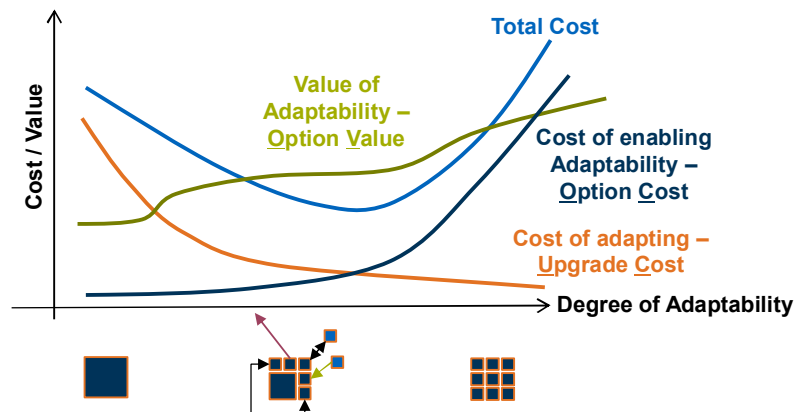 Total Cost
Value of
Adaptability –
Option Value
Cost / Value
Cost of enabling
Adaptability –
Option Cost
Cost of adapting –
Upgrade Cost
Degree of Adaptability